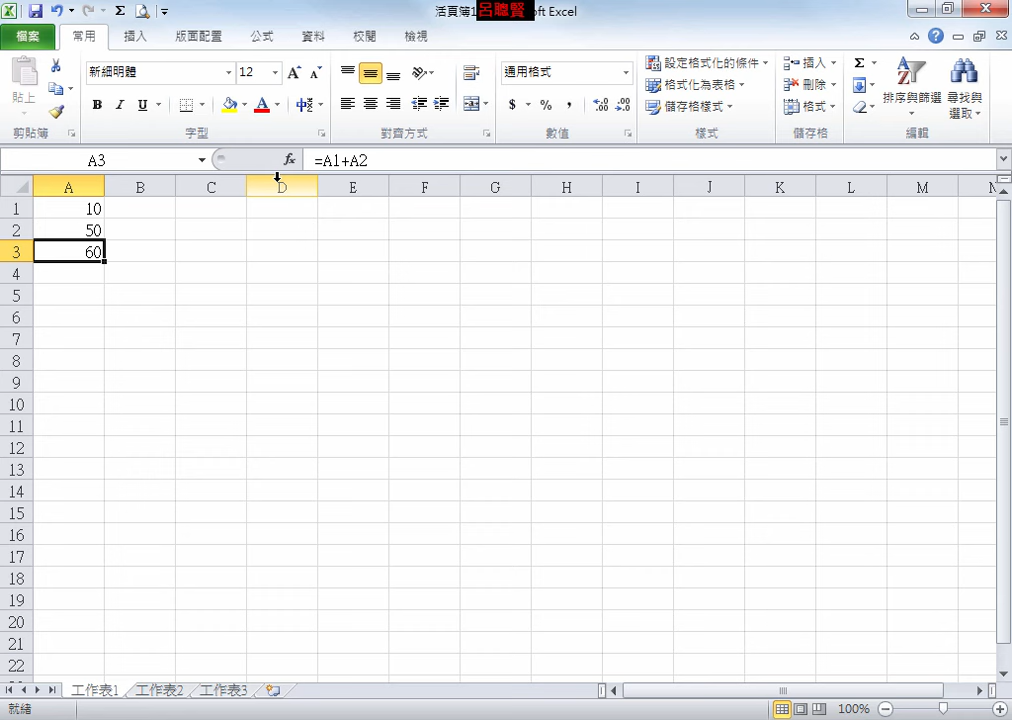 活頁簿1 呂聰賢 oft Excel
檔案 常用 插入 版面配置 公式 資料 校閱 檢視
新細明體 12 通用格式 設定格式化的條件 插入 Σ
貼上 格式化為表格 刪除 排序與篩選 尋找與
B I U A 中 $ % , 儲存格樣式 格式 選取
剪貼簿 字型 對齊方式 數值 樣式 儲存格 編輯
A3 fx =A1+A2
A B C D E F G H I J K L M N
1 10
2 50
3 60
4
5
6
7
8
9
10
11
12
13
14
15
16
17
18
19
20
21
22
工作表1 工作表2 工作表3
就緒 100%